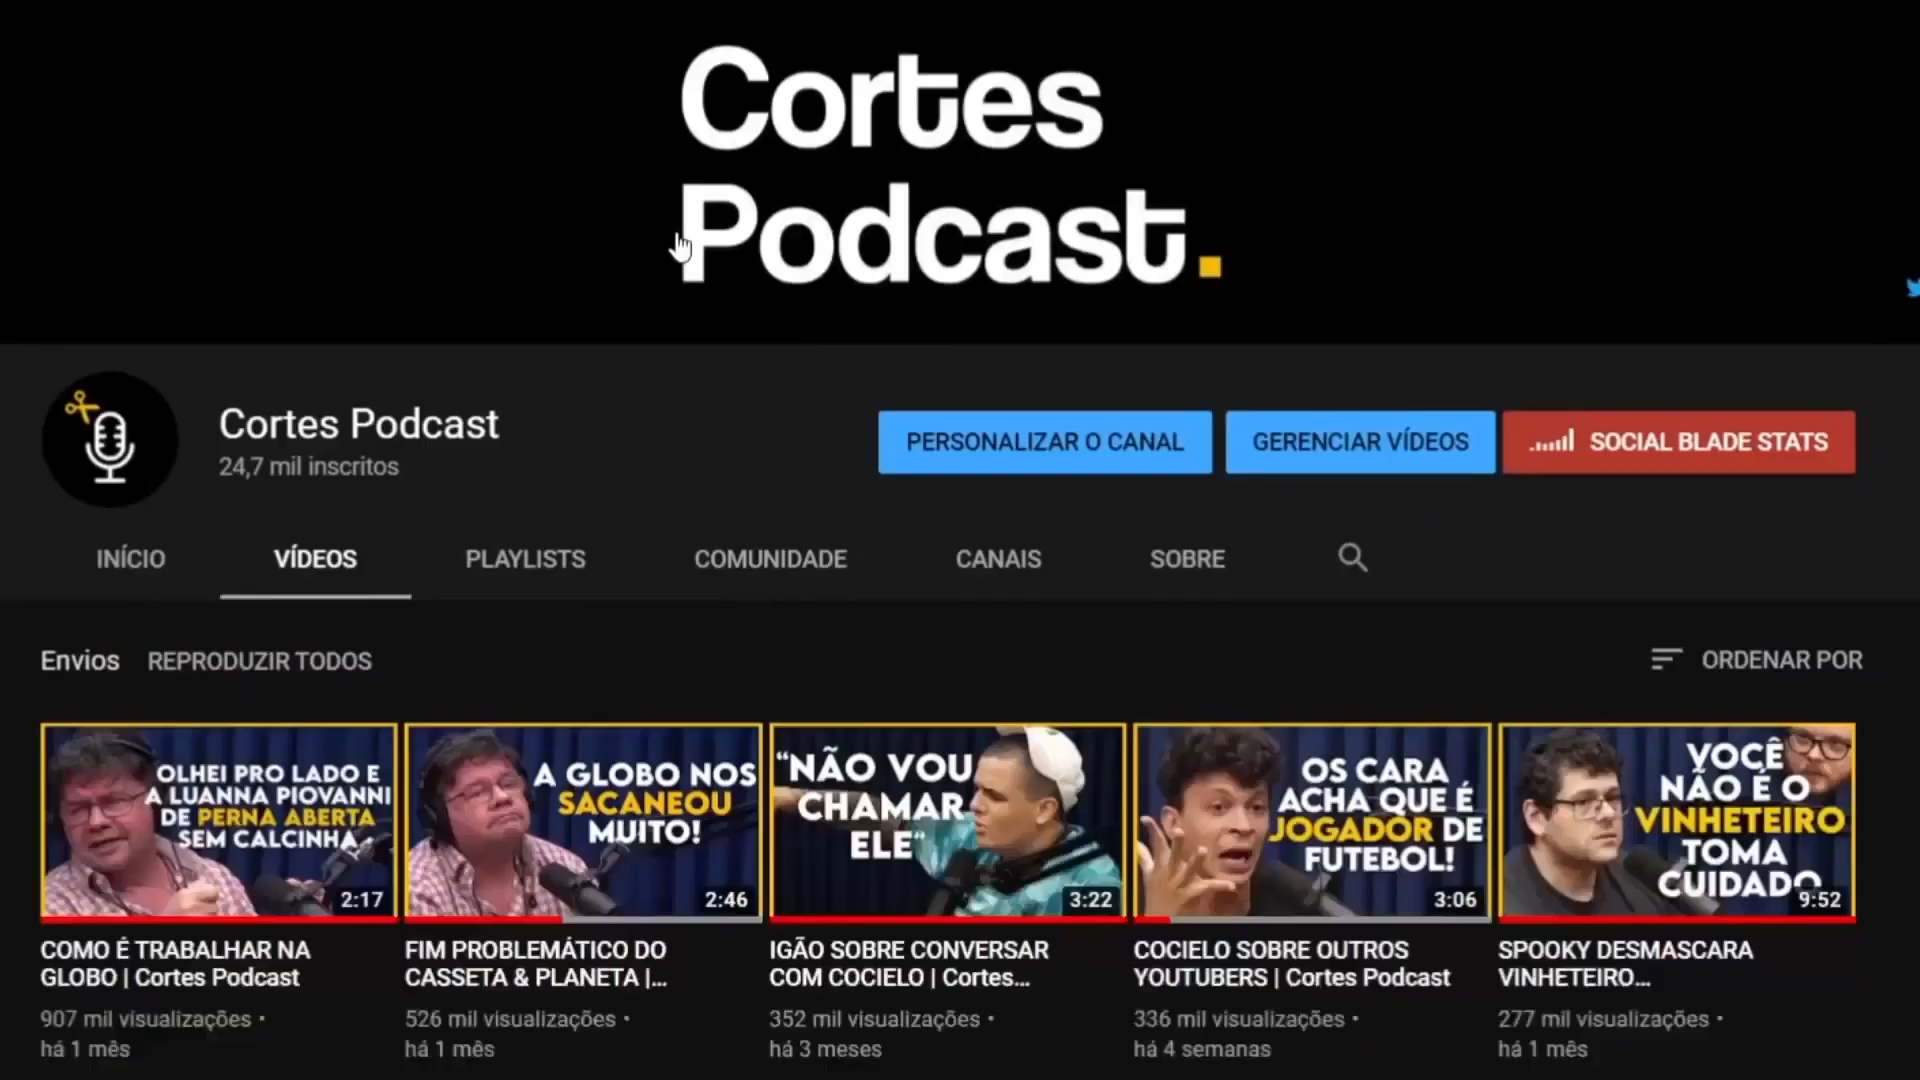 Cortes
Podcast.
Cortes Podcast
24,7 mil inscritos
PERSONALIZAR O CANAL
GERENCIAR VÍDEOS
SOCIAL BLADE STATS
INÍCIO
VÍDEOS
PLAYLISTS
COMUNIDADE
CANAIS
SOBRE
Envios
REPRODUZIR TODOS
ORDENAR POR
OLHEI PRO LADO E
A LUANNA PIOVANNI
DE PERNA ABERTA
SEM CALCINHA
2:17
COMO É TRABALHAR NA
GLOBO | Cortes Podcast
907 mil visualizações •
há 1 mês
A GLOBO NOS
SACANEOU
MUITO!
2:46
FIM PROBLEMÁTICO DO
CASSETA & PLANETA |...
526 mil visualizações •
há 1 mês
“NÃO VOU
CHAMAR
ELE“
3:22
IGÃO SOBRE CONVERSAR
COM COCIELO | Cortes...
352 mil visualizações •
há 3 meses
OS CARA
ACHA QUE É
JOGADOR DE
FUTEBOL!
3:06
COCIELO SOBRE OUTROS
YOUTUBERS | Cortes Podcast
336 mil visualizações •
há 4 semanas
VOCÊ
NÃO É O
VINHETEIRO
TOMA
CUIDADO
9:52
SPOOKY DESMASCARA
VINHETEIRO...
277 mil visualizações •
há 1 mês